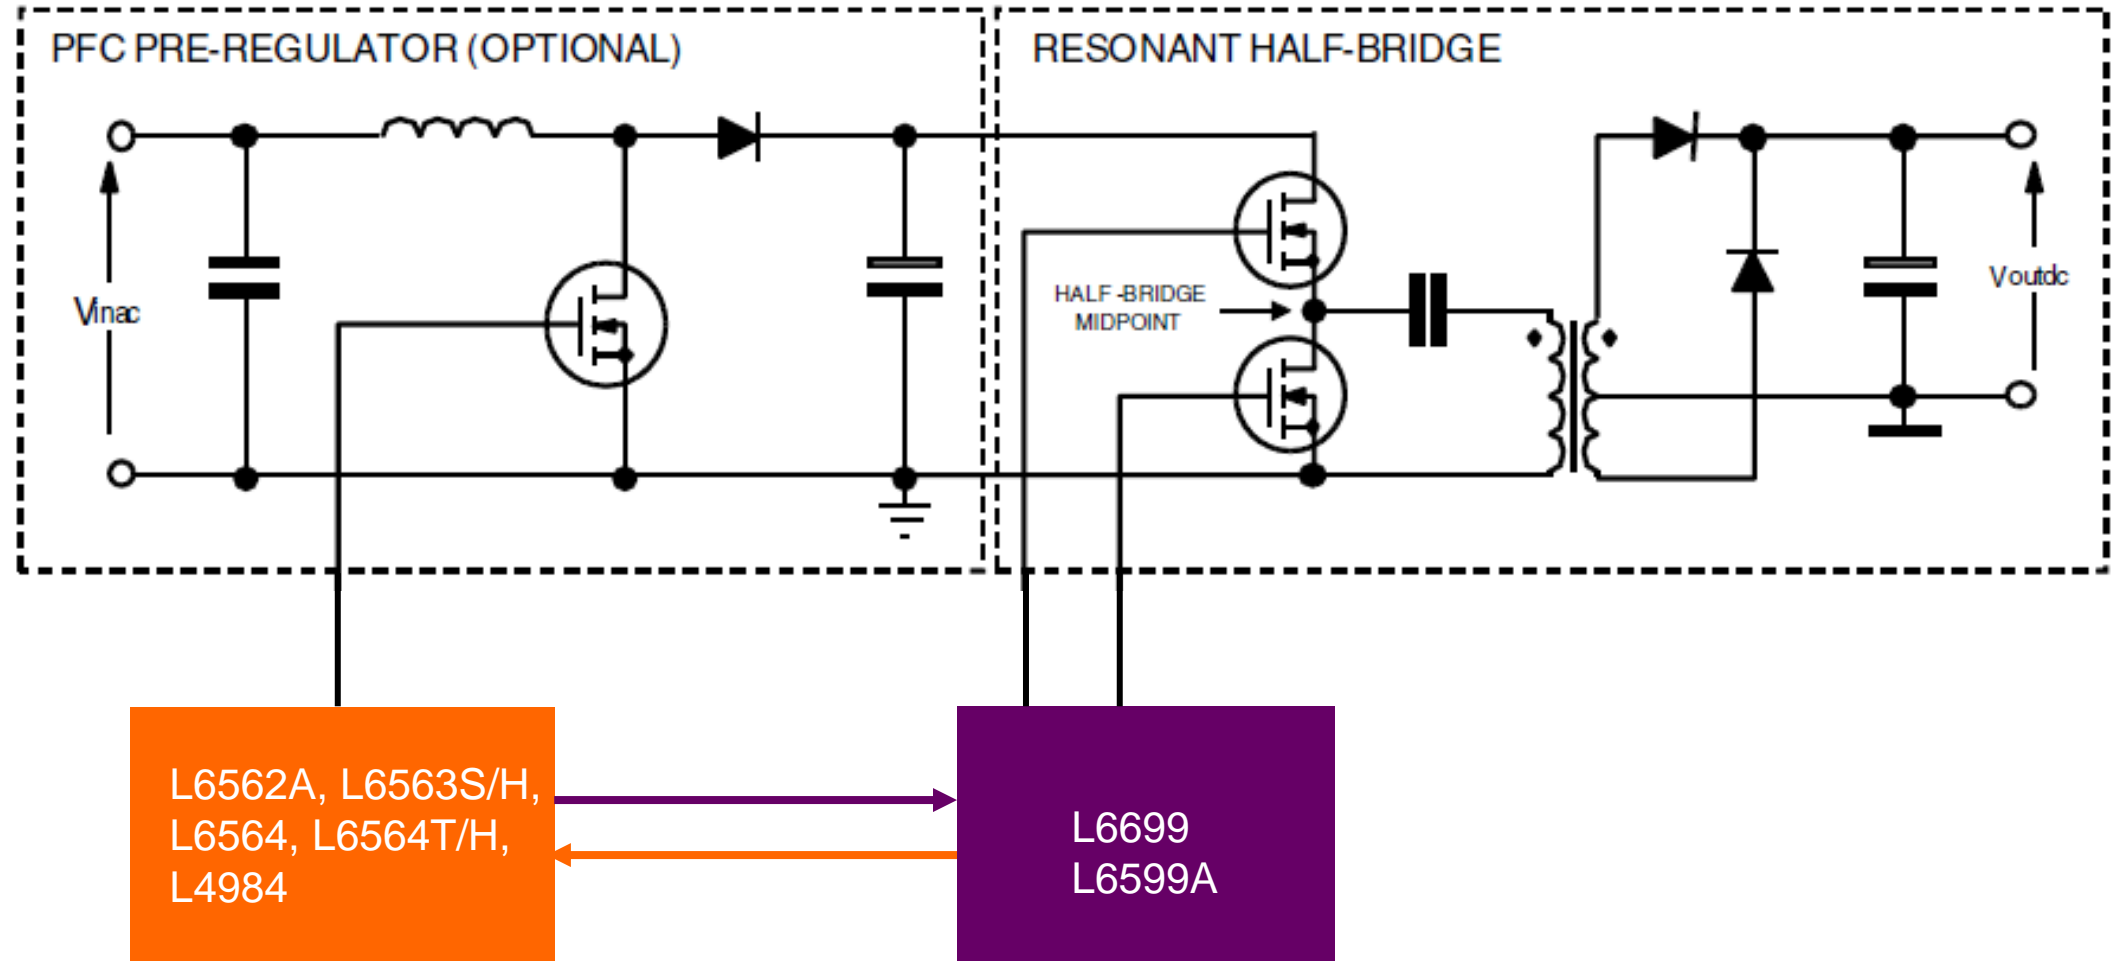 PFC PRE-REGULATOR (OPTIONAL)
RESONANT HALF-BRIDGE
Vinac
HALF-BRIDGE
MIDPOINT
Voutdc
L6562A, L6563S/H,
L6564, L6564T/H,
L4984
L6699
L6599A